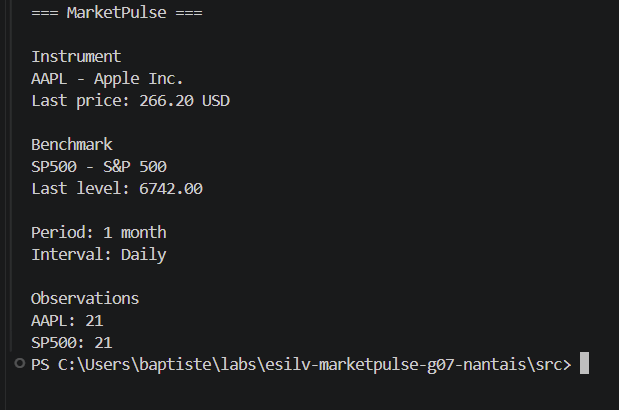 === MarketPulse ===
Instrument
AAPL - Apple Inc.
Last price: 266.20 USD
Benchmark
SP500 - S&P 500
Last level: 6742.00
Period: 1 month
Interval: Daily
Observations
AAPL: 21
SP500: 21
PS C:\Users\baptiste\labs\esilv-marketpulse-g07-nantais\src>